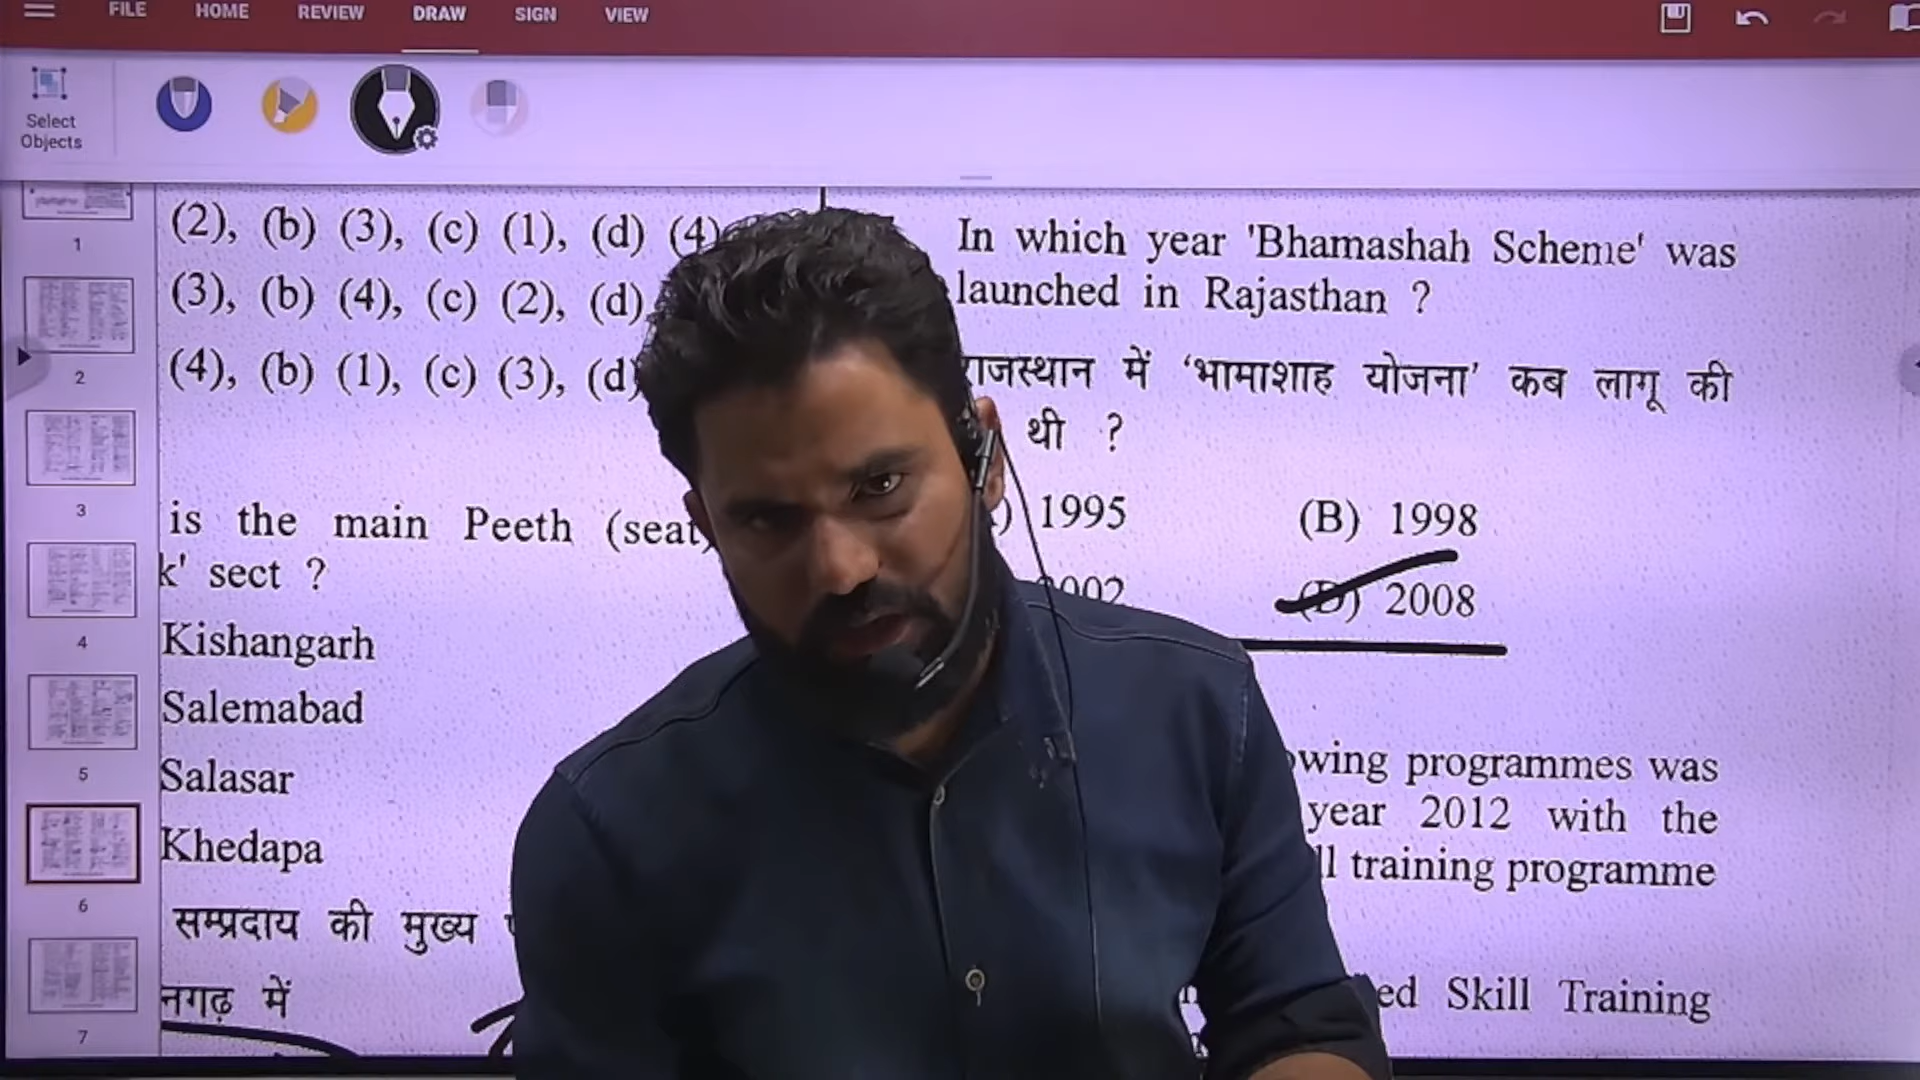 FILE HOME REVIEW DRAW SIGN VIEW
Select
Objects
1
2
3
4
5
6
7
(2), (b) (3), (c) (1), (d) (4)
(3), (b) (4), (c) (2), (d)
(4), (b) (1), (c) (3), (d)
is the main Peeth (seat)
k' sect ?
Kishangarh
Salemabad
Salasar
Khedapa
सम्प्रदाय की मुख्य
नगढ़ में
In which year 'Bhamashah Scheme' was
launched in Rajasthan ?
राजस्थान में ‘भामाशाह योजना’ कब लागू की
थी ?
1995 (B) 1998
(D) 2008
programmes was
year 2012 with the
training programme
Skill Training